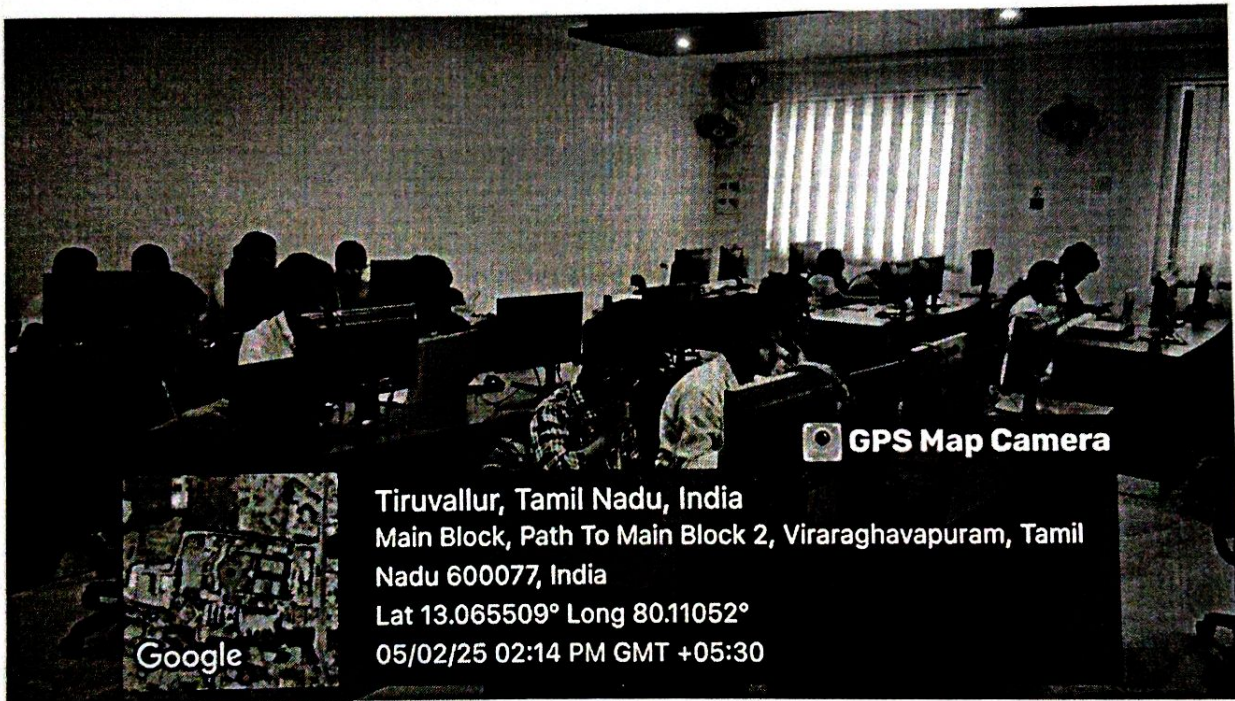 GPS Map Camera
Tiruvallur, Tamil Nadu, India
Main Block, Path To Main Block 2, Viraraghavapuram, Tamil
Nadu 600077, India
Lat 13.065509° Long 80.11052°
05/02/25 02:14 PM GMT +05:30
Google